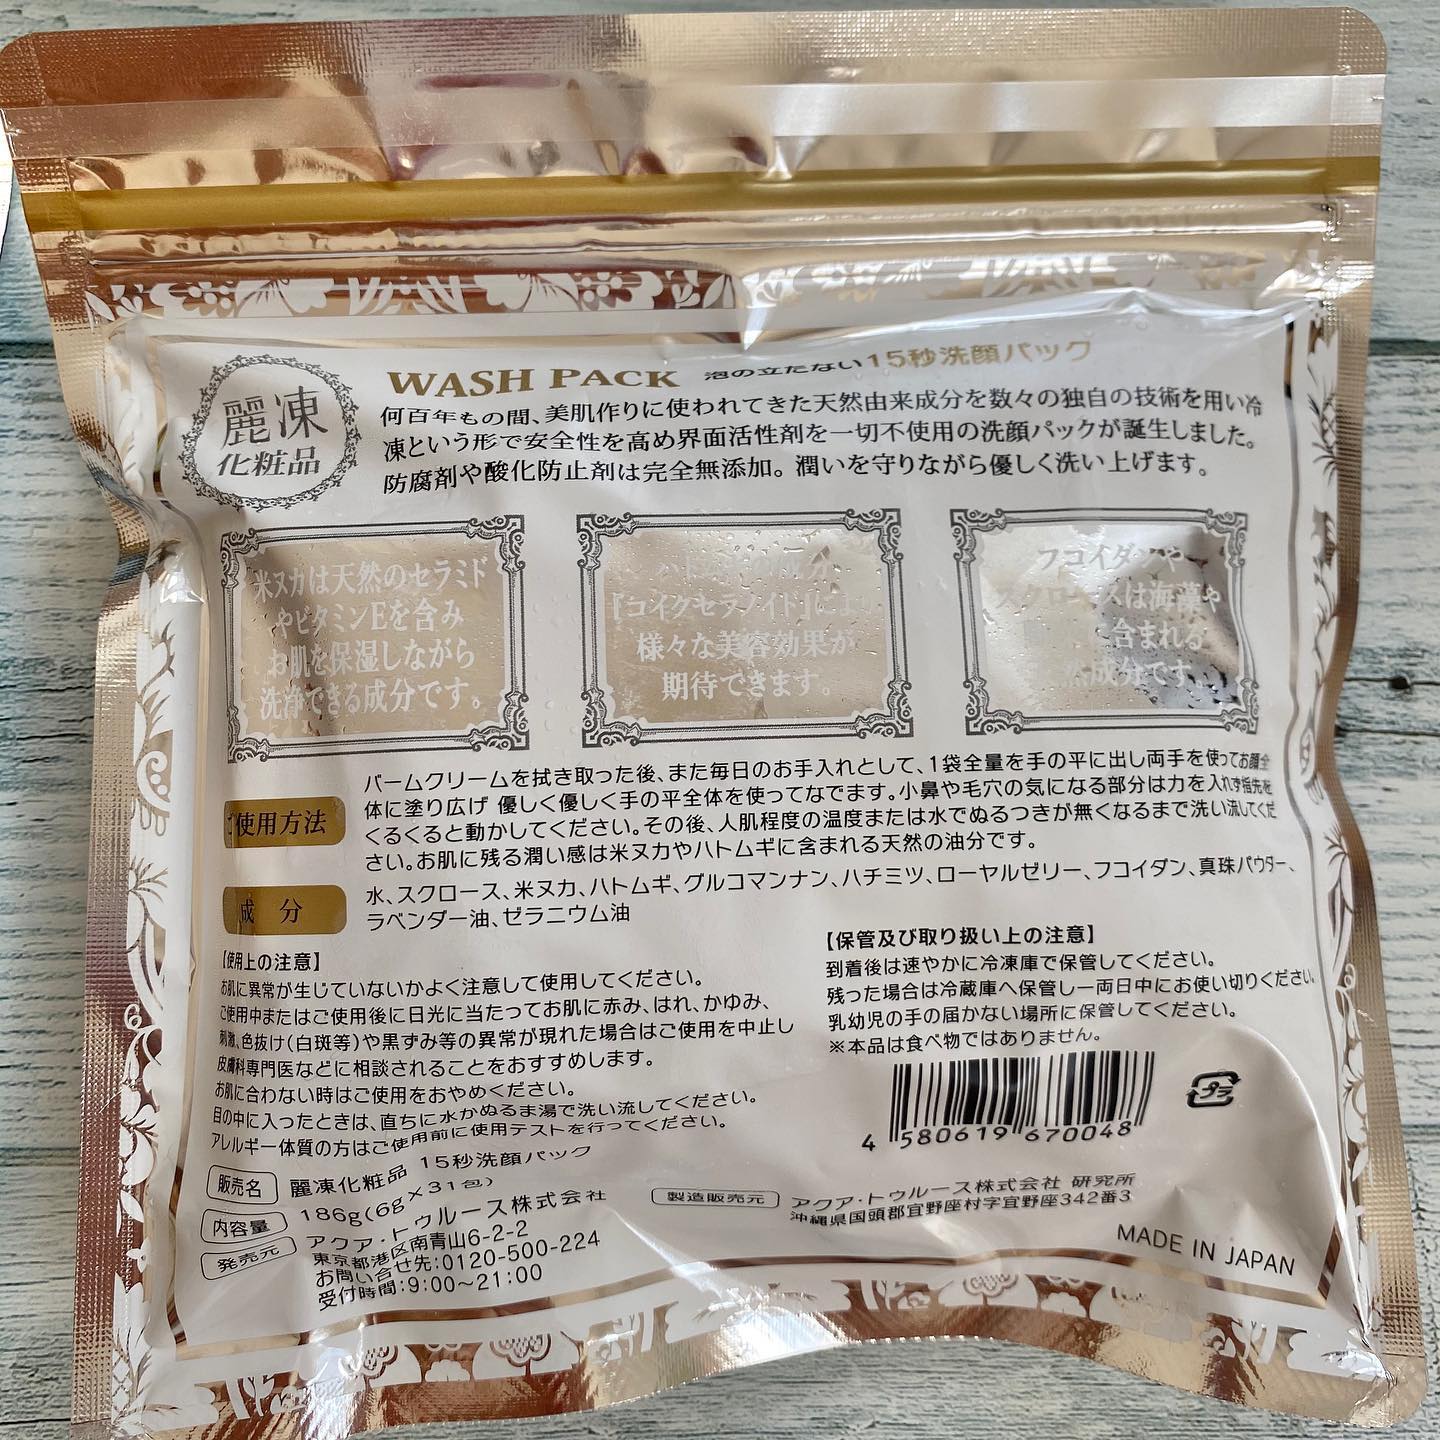 麗凍
化粧品
WASH PACK 泡の立たない15秒洗顔パック
何百年もの間、美肌作りに使われてきた天然由来成分を数々の独自の技術を用い冷
凍という形で安全性を高め界面活性剤を一切不使用の洗顔パックが誕生しました。
防腐剤や酸化防止剤は完全無添加。潤いを守りながら優しく洗い上げます。
米ヌカは天然のセラミド
やビタミンEを含み
お肌を保湿しながら
洗浄できる成分です。
成分
「コイクセラノイド」により
様々な美容効果が
期待できます。
フコイダンや
スクロースは海藻や
に含まれる
成分です。
ご使用方法
バームクリームを拭き取った後、また毎日のお手入れとして、1袋全量を手の平に出し両手を使ってお顔全
体に塗り広げ 優しく優しく手の平全体を使ってなでます。小鼻や毛穴の気になる部分は力を入れず指先を
くるくると動かしてください。その後、人肌程度の温度または水でぬるつきが無くなるまで洗い流してくだ
さい。お肌に残る潤い感は米ヌカやハトムギに含まれる天然の油分です。
成 分
水、スクロース、米ヌカ、ハトムギ、グルコマンナン、ハチミツ、ローヤルゼリー、フコイダン、真珠パウダー、
ラベンダー油、ゼラニウム油
【使用上の注意】
お肌に異常が生じていないかよく注意して使用してください。
ご使用中またはご使用後に日光に当たってお肌に赤み、はれ、かゆみ、
刺激、色抜け(白斑等)や黒ずみ等の異常が現れた場合はご使用を中止し
皮膚科専門医などに相談されることをおすすめします。
お肌に合わない時はご使用をおやめください。
目の中に入ったときは、直ちに水かぬるま湯で洗い流してください。
アレルギー体質の方はご使用前に使用テストを行ってください。
【保管及び取り扱い上の注意】
到着後は速やかに冷凍庫で保管してください。
残った場合は冷蔵庫へ保管し一両日中にお使い切りください。
乳幼児の手の届かない場所に保管してください。
※本品は食べ物ではありません。
4 580619 670048
プラ
販売名 麗凍化粧品 15秒洗顔パック
内容量 186g(6g×31包)
発売元 アクア・トゥルース株式会社
東京都港区南青山6-2-2
お問い合せ先:0120-500-224
受付時間:9:00〜21:00
製造販売元 アクア・トゥルース株式会社 研究所
沖縄県国頭郡宜野座村字宜野座342番3
MADE IN JAPAN